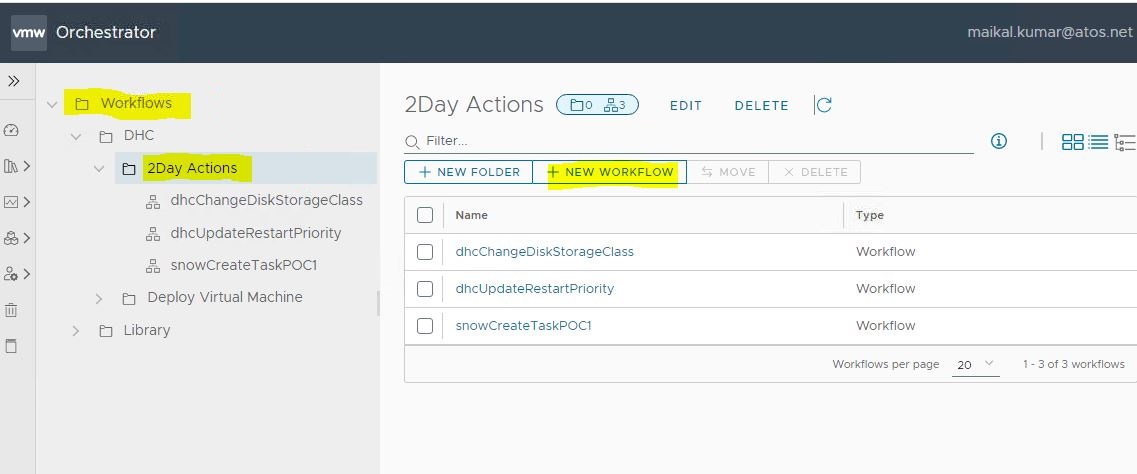 vmw Orchestrator
maikal.kumar@atos.net
Workflows
DHC
2Day Actions
dhcChangeDiskStorageClass
dhcUpdateRestartPriority
snowCreateTaskPOC1
Deploy Virtual Machine
Library
2Day Actions 0 3 EDIT DELETE
Filter...
+ NEW FOLDER + NEW WORKFLOW MOVE × DELETE
Name Type
dhcChangeDiskStorageClass Workflow
dhcUpdateRestartPriority Workflow
snowCreateTaskPOC1 Workflow
Workflows per page 20 1 - 3 of 3 workflows